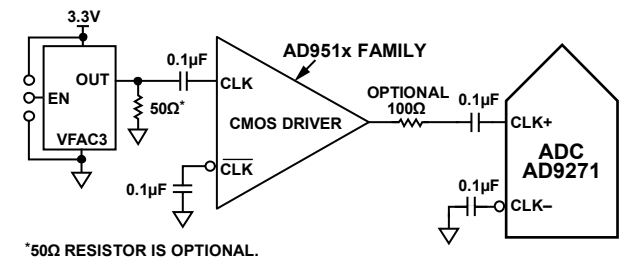 3.3V
OUT
EN
VFAC3
50Ω*
0.1µF
CLK
AD951x FAMILY
CMOS DRIVER
CLK
0.1µF
OPTIONAL
100Ω
0.1µF
CLK+
ADC
AD9271
0.1µF
CLK–
*50Ω RESISTOR IS OPTIONAL.